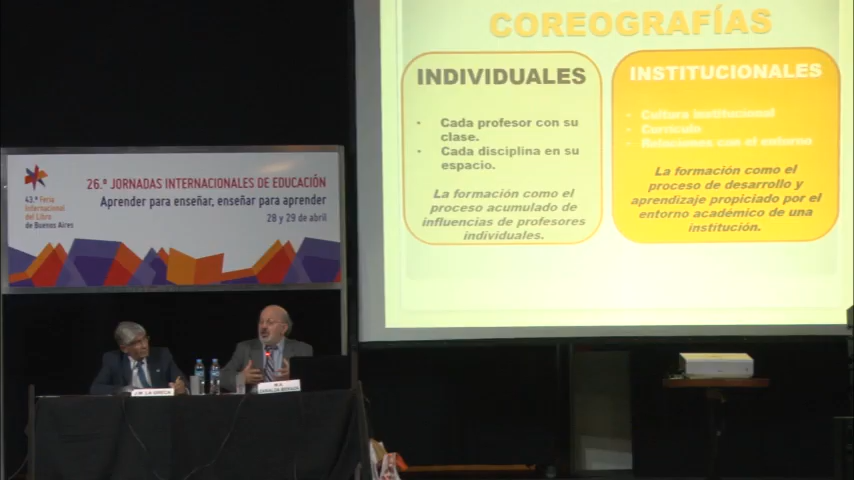 COREOGRAFÍAS
INDIVIDUALES
• Cada profesor con su
clase.
• Cada disciplina en su
espacio.
La formación como el
proceso acumulado de
influencias de profesores
individuales.
INSTITUCIONALES
• Cultura institucional
• Currículo
• Relaciones con el entorno
La formación como el
proceso de desarrollo y
aprendizaje propiciado por el
entorno académico de una
institución.
43.ª Feria
Internacional
del Libro
de Buenos Aires
26.ª JORNADAS INTERNACIONALES DE EDUCACIÓN
Aprender para enseñar, enseñar para aprender
28 y 29 de abril